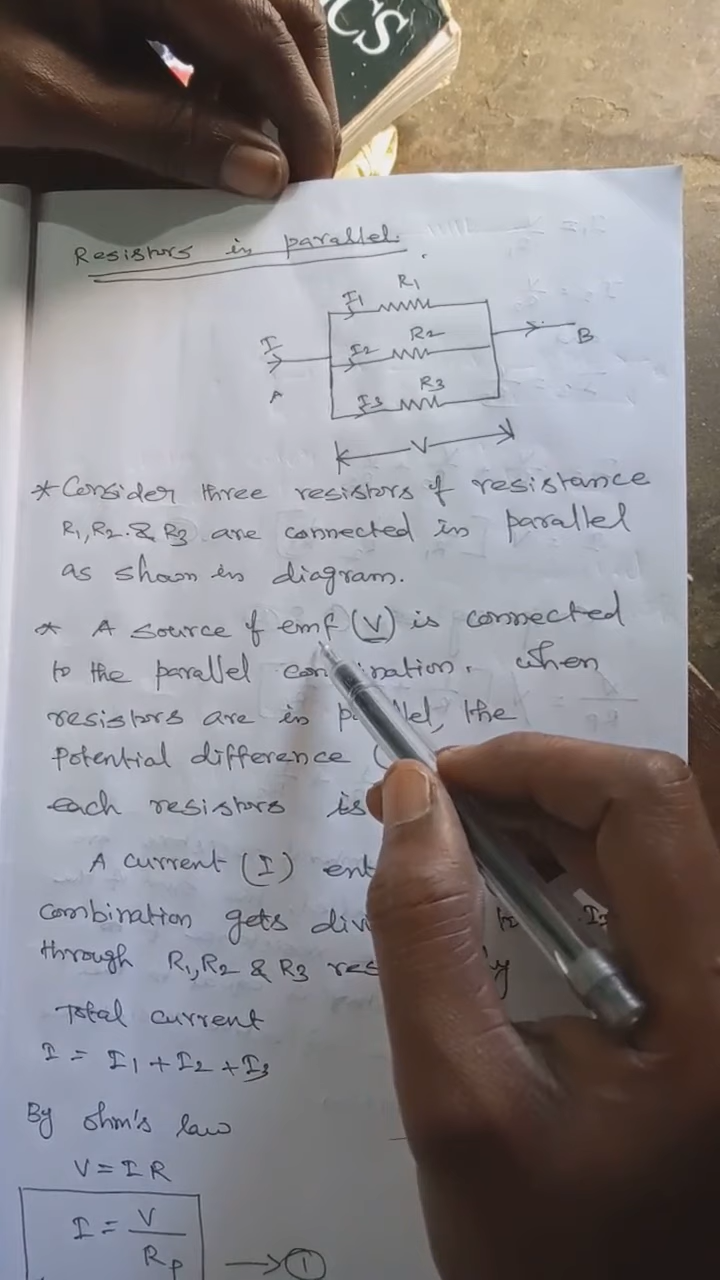 CS
Resistors in parallel.
R1
I1
I
I2
R2
B
A
I3
R3
V
* Consider three resistors of resistance
R1, R2 & R3 are connected in parallel
as shown in diagram.
* A source of emf (V) is connected
to the parallel. When
resistors are in the
Potential difference (
each resistors is
A current (I)
Combination gets
through R1, R2 & R3
Total current
I = I1 + I2 + I3
By ohm's law
V = I R
I = V
Rp
→ 1